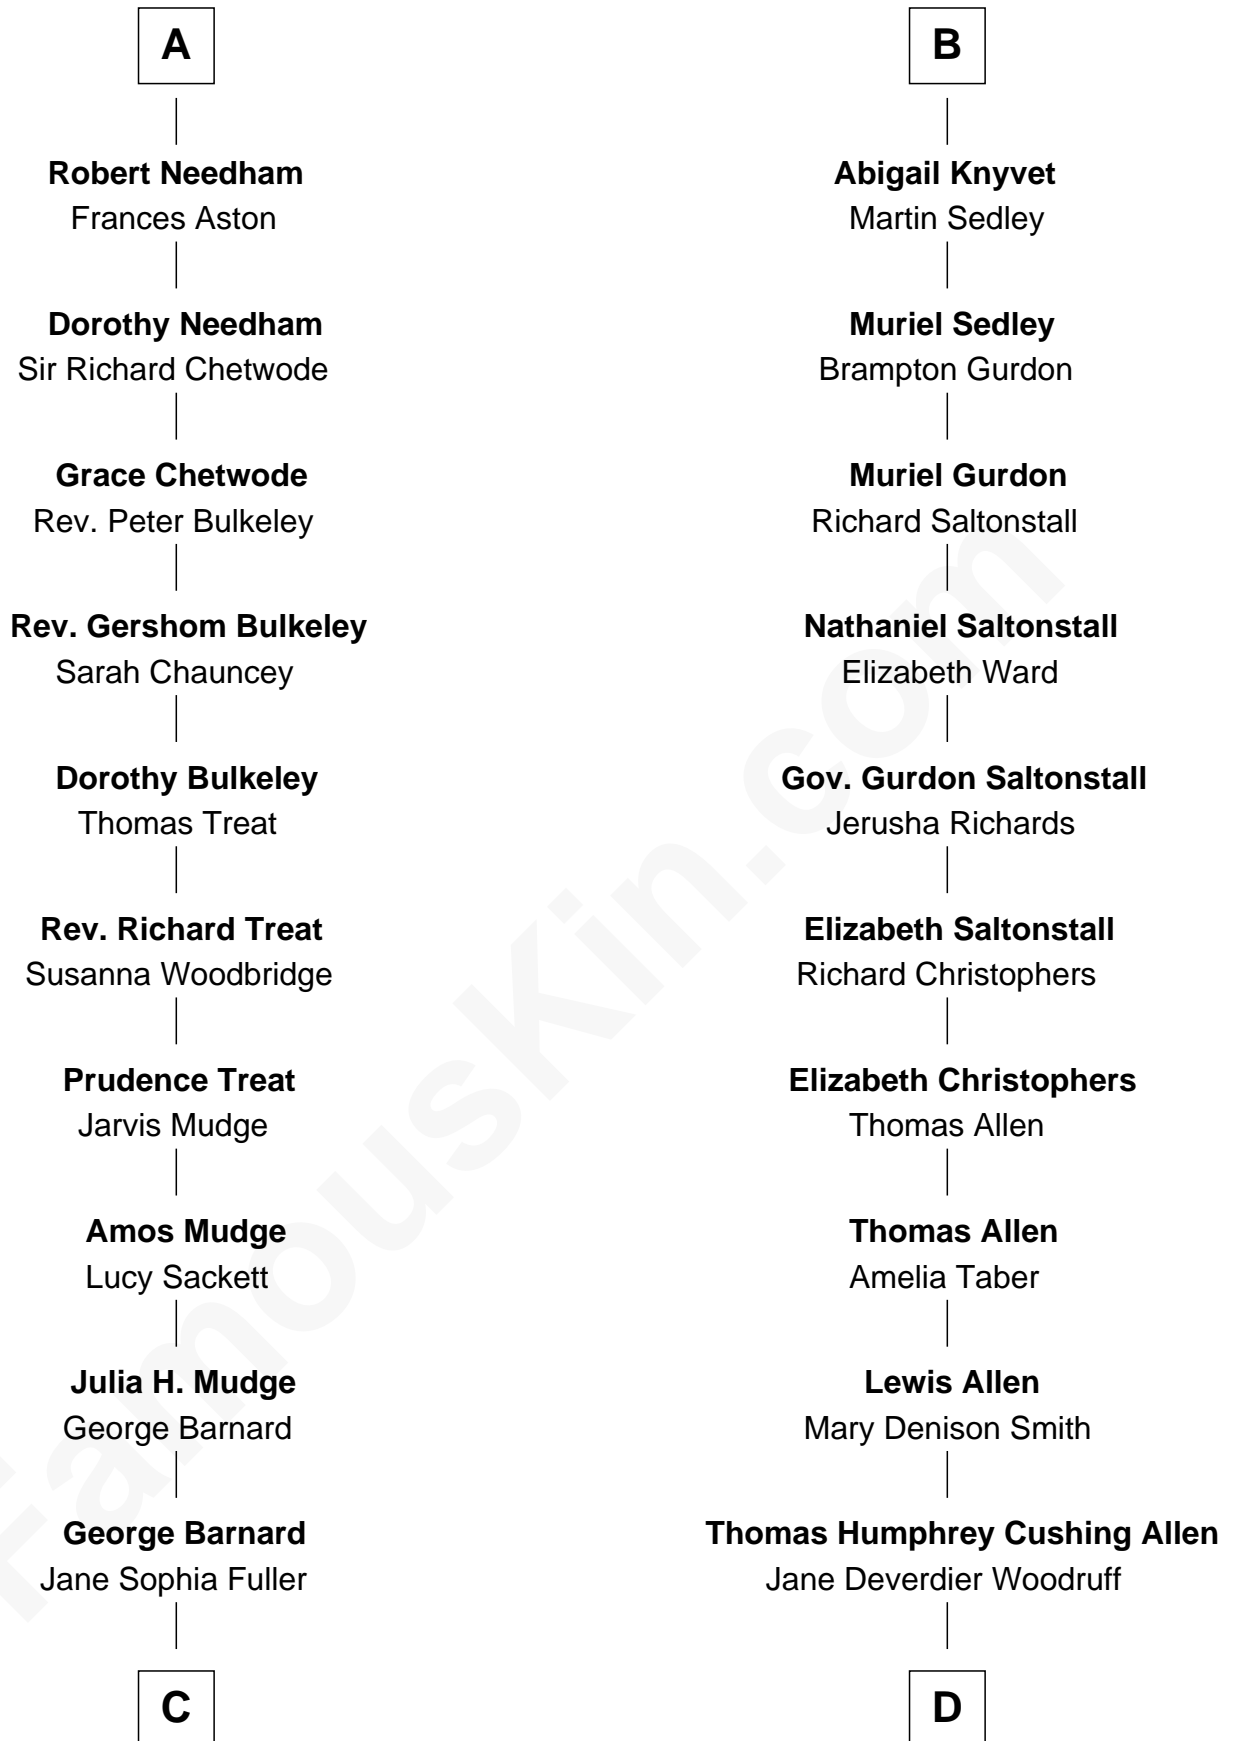 A
Robert Needham
Frances Aston
Dorothy Needham
Sir Richard Chetwode
Grace Chetwode
Rev. Peter Bulkeley
Rev. Gershom Bulkeley
Sarah Chauncey
Dorothy Bulkeley
Thomas Treat
Rev. Richard Treat
Susanna Woodbridge
Prudence Treat
Jarvis Mudge
Amos Mudge
Lucy Sackett
Julia H. Mudge
George Barnard
George Barnard
Jane Sophia Fuller
C
B
Abigail Knyvet
Martin Sedley
Muriel Sedley
Brampton Gurdon
Muriel Gurdon
Richard Saltonstall
Nathaniel Saltonstall
Elizabeth Ward
Gov. Gurdon Saltonstall
Jerusha Richards
Elizabeth Saltonstall
Richard Christophers
Elizabeth Christophers
Thomas Allen
Thomas Allen
Amelia Taber
Lewis Allen
Mary Denison Smith
Thomas Humphrey Cushing Allen
Jane Deverdier Woodruff
D
FamousKin.com